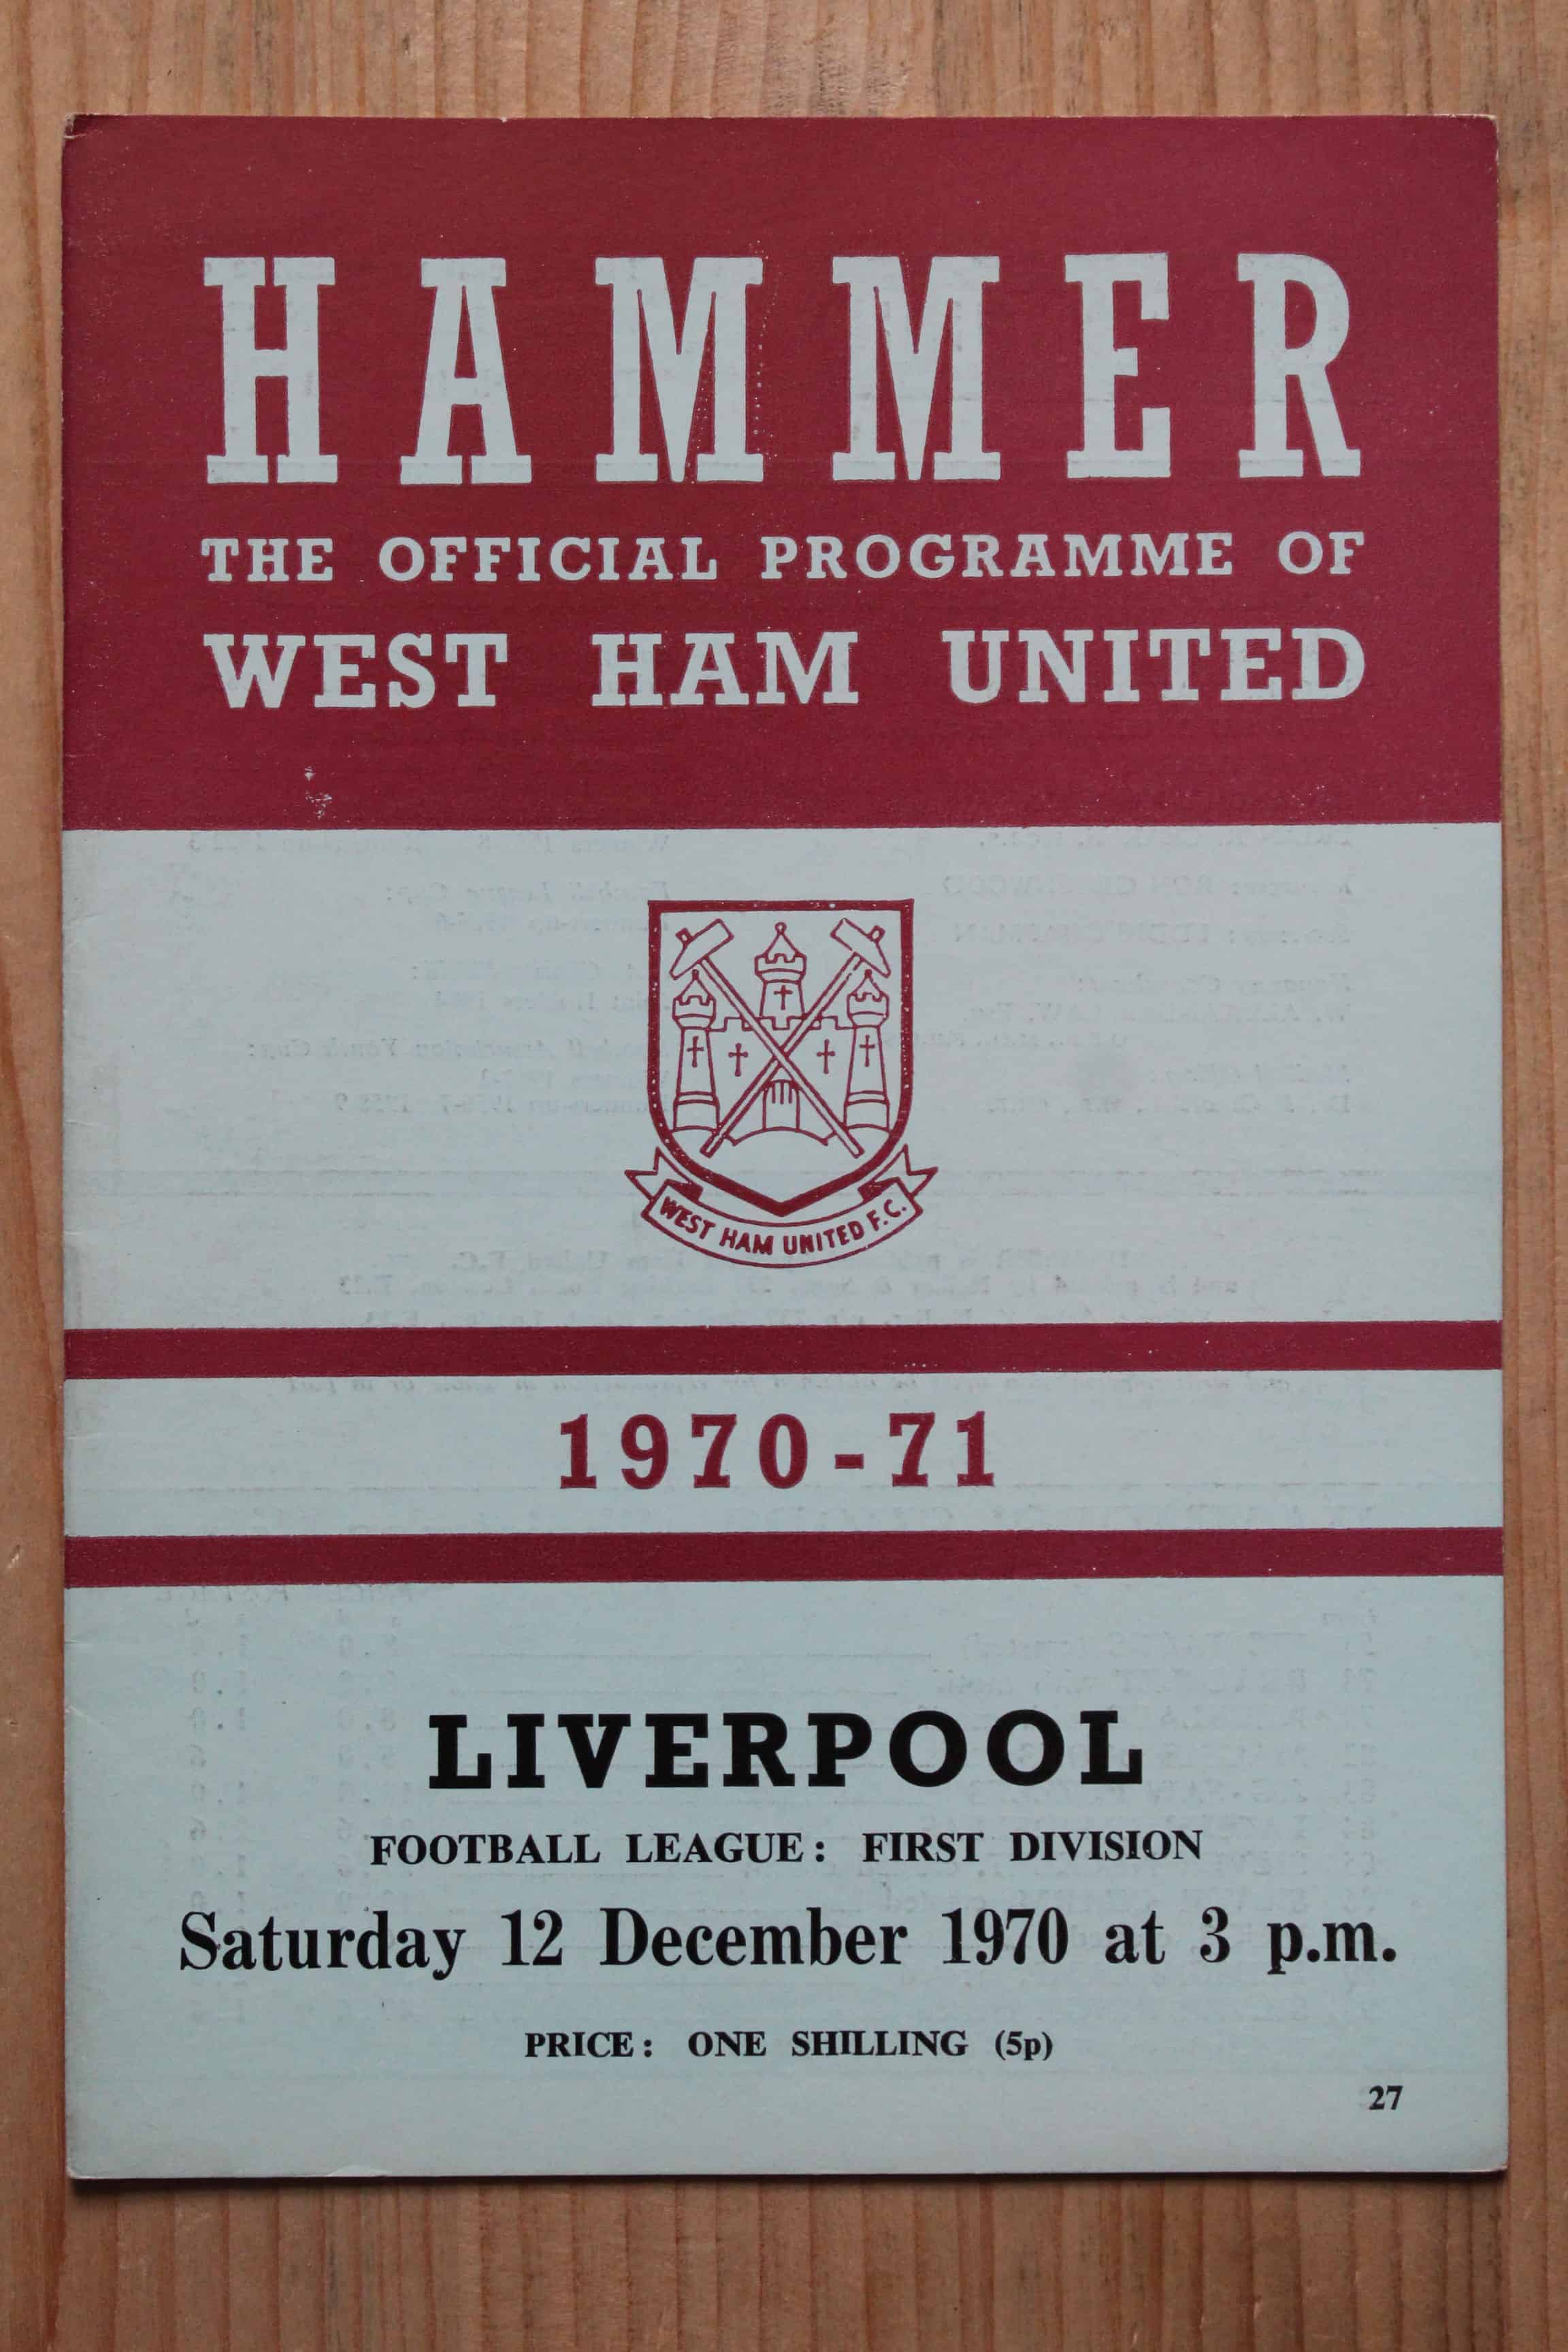 HAMMER
THE OFFICIAL PROGRAMME OF
WEST HAM UNITED
WEST HAM UNITED F.C.
1970-71
LIVERPOOL
FOOTBALL LEAGUE: FIRST DIVISION
Saturday 12 December 1970 at 3 p.m.
PRICE: ONE SHILLING (5p)
27